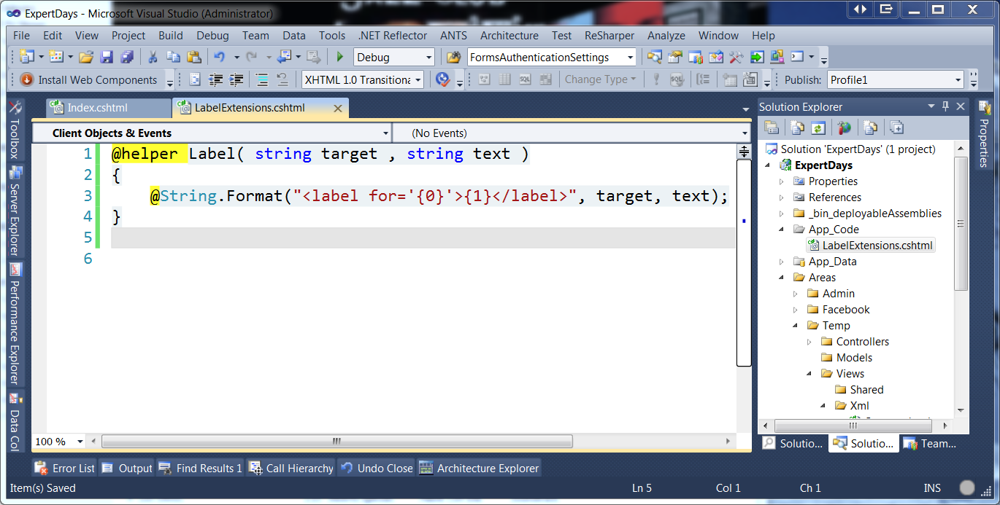 ExpertDays - Microsoft Visual Studio (Administrator)
File Edit View Project Build Debug Team Data Tools .NET Reflector ANTS Architecture Test ReSharper Analyze Window Help
Debug FormsAuthenticationSettings
Install Web Components XHTML 1.0 Transitiona Change Type Publish: Profile1
Index.cshtml LabelExtensions.cshtml
Client Objects & Events (No Events)
1 @helper Label( string target , string text )
2 {
3 @String.Format("<label for='{0}'>{1}</label>", target, text);
4 }
5
6
100 %
Toolbox
Server Explorer
Performance Explorer
Data Col
Solution Explorer
Solution 'ExpertDays' (1 project)
ExpertDays
Properties
References
_bin_deployableAssemblies
App_Code
LabelExtensions.cshtml
App_Data
Areas
Admin
Facebook
Temp
Controllers
Models
Views
Shared
Xml
Solutio... Solutio... Team...
Properties
Error List Output Find Results 1 Call Hierarchy Undo Close Architecture Explorer
Item(s) Saved Ln 5 Col 1 Ch 1 INS